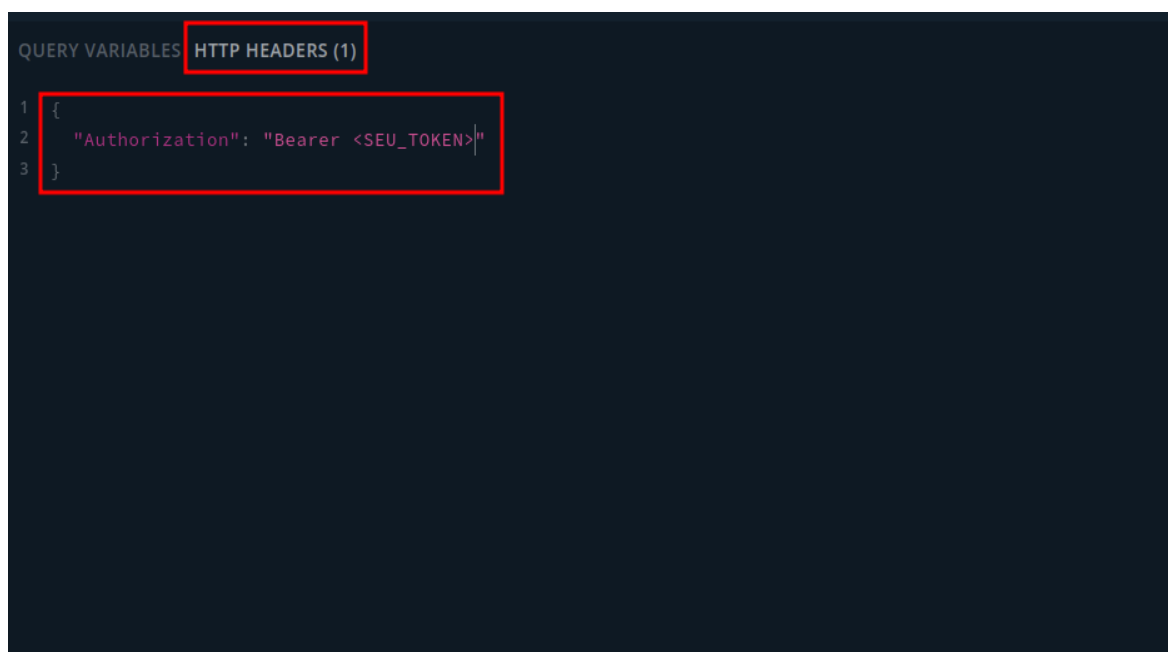 QUERY VARIABLES HTTP HEADERS (1)
1 {
2 "Authorization": "Bearer <SEU_TOKEN>"
3 }